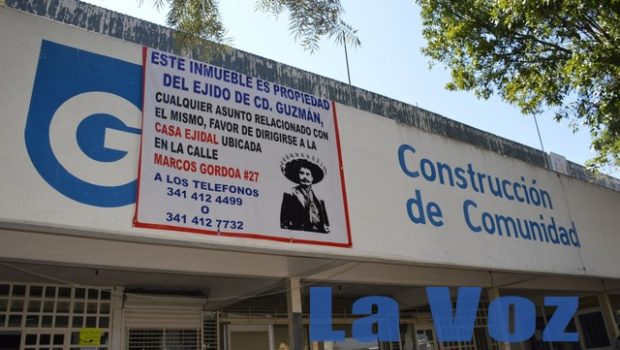 G
ESTE INMUEBLE ES PROPIEDAD
DEL EJIDO DE CD. GUZMÁN,
CUALQUIER ASUNTO RELACIONADO CON
EL MISMO, FAVOR DE DIRIGIRSE A LA
CASA EJIDAL UBICADA
EN LA CALLE
MARCOS GORDOA #27
A LOS TELEFONOS
341 412 4499
O
341 412 7732
Construcción
de Comunidad
La Voz